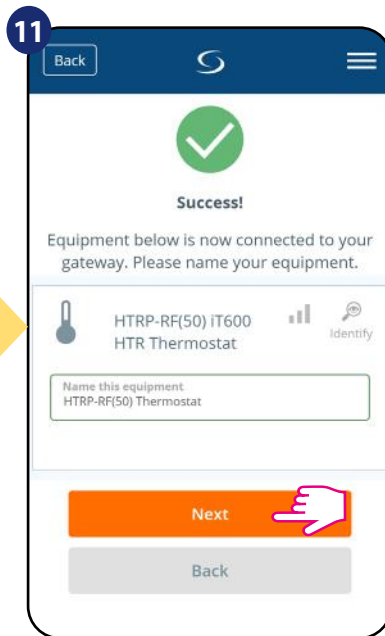 11
Back
Success!
Equipment below is now connected to your
gateway. Please name your equipment.
HTRP-RF(50) iT600
HTR Thermostat
Identify
Name this equipment
HTRP-RF(50) Thermostat
Next
Back